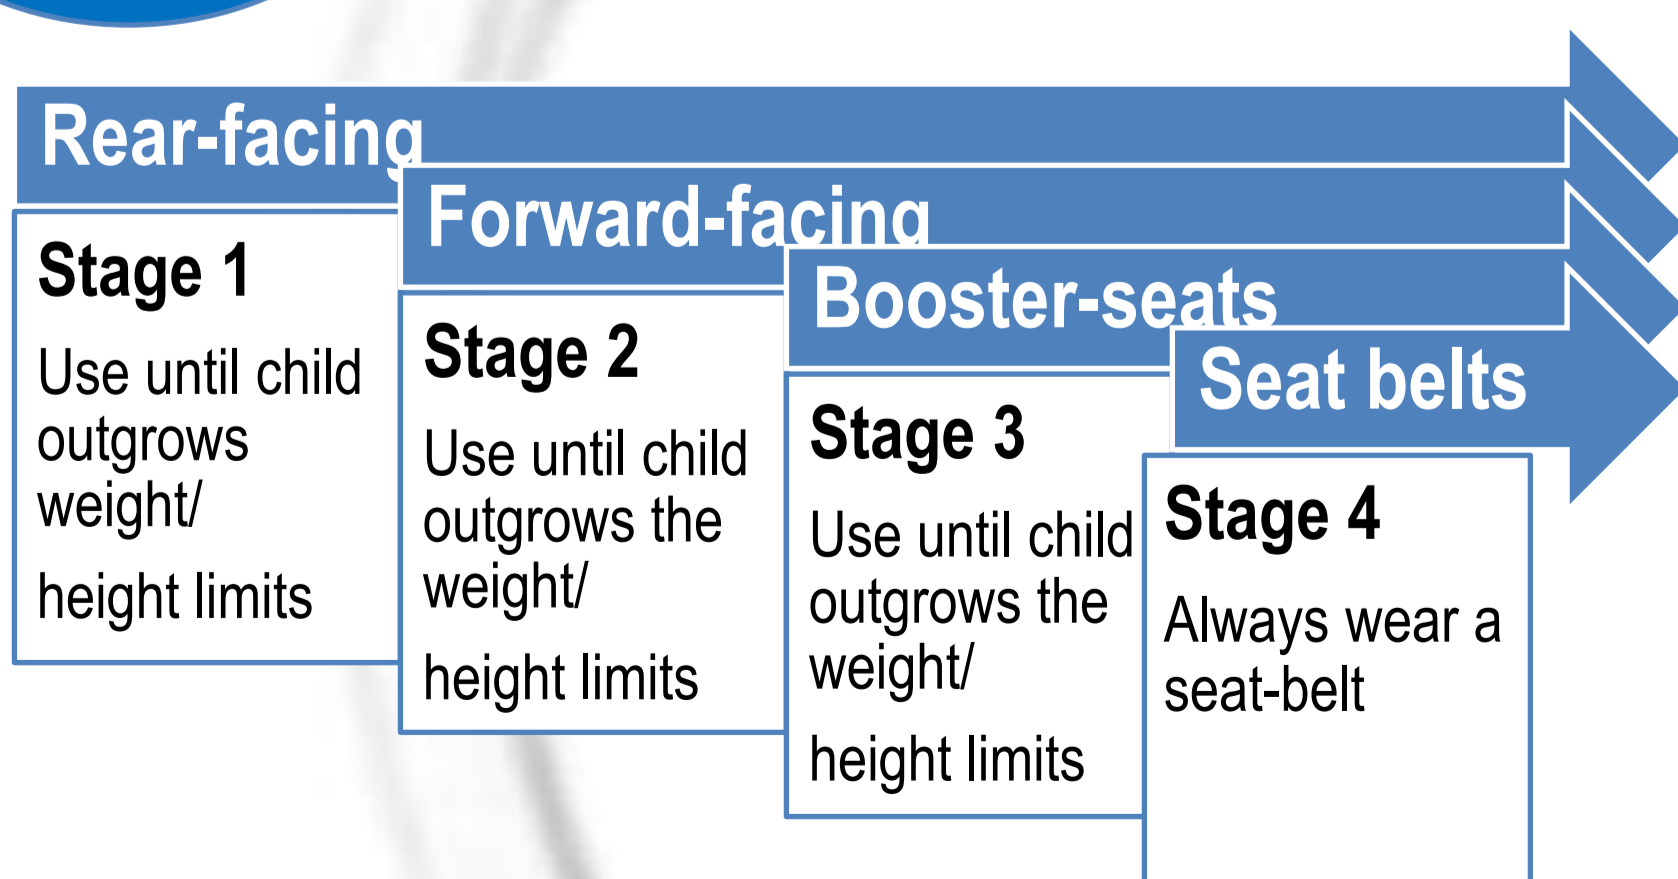 Rear-facing
Stage 1
Use until child
outgrows
weight/
height limits
Forward-facing
Stage 2
Use until child
outgrows the
weight/
height limits
Booster-seats
Stage 3
Use until child
outgrows the
weight/
height limits
Seat belts
Stage 4
Always wear a
seat-belt